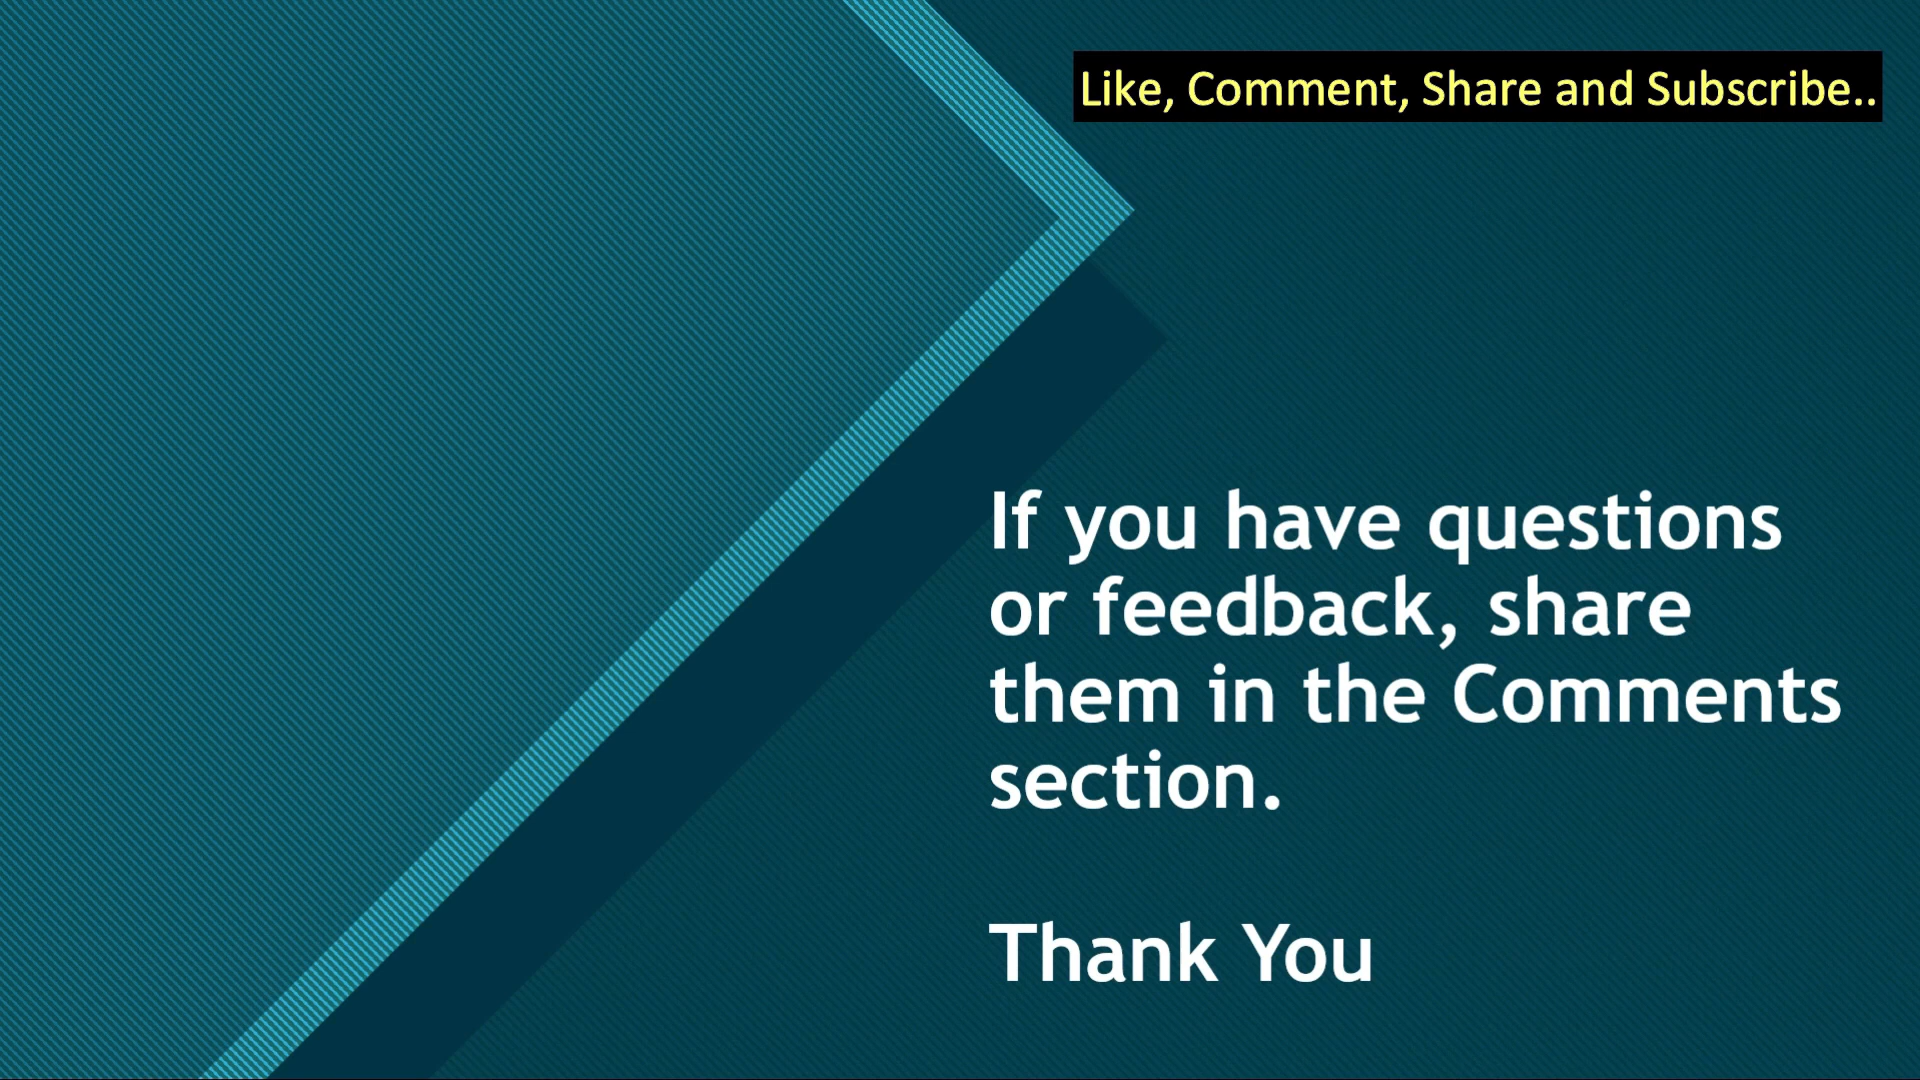 Like, Comment, Share and Subscribe..
If you have questions
or feedback, share
them in the Comments
section.
Thank You